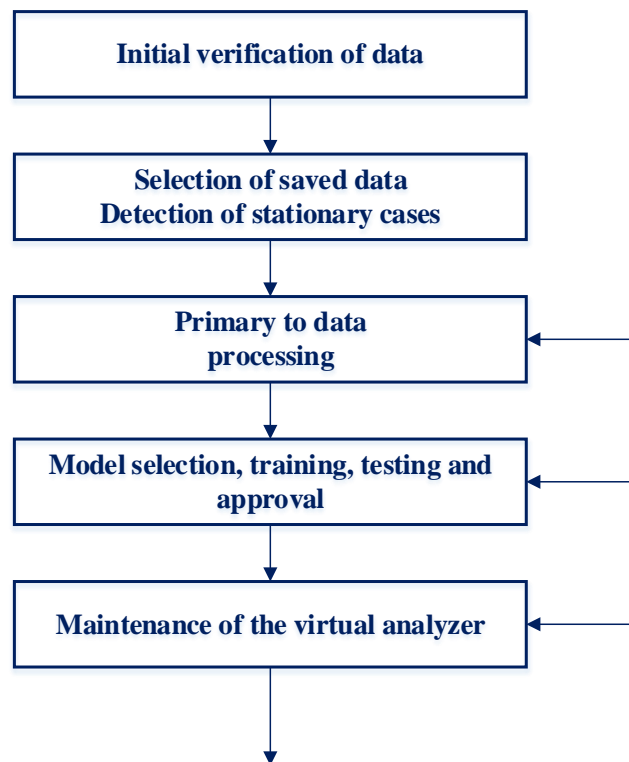 Initial verification of data
Selection of saved data
Detection of stationary cases
Primary to data
processing
Model selection, training, testing and
approval
Maintenance of the virtual analyzer